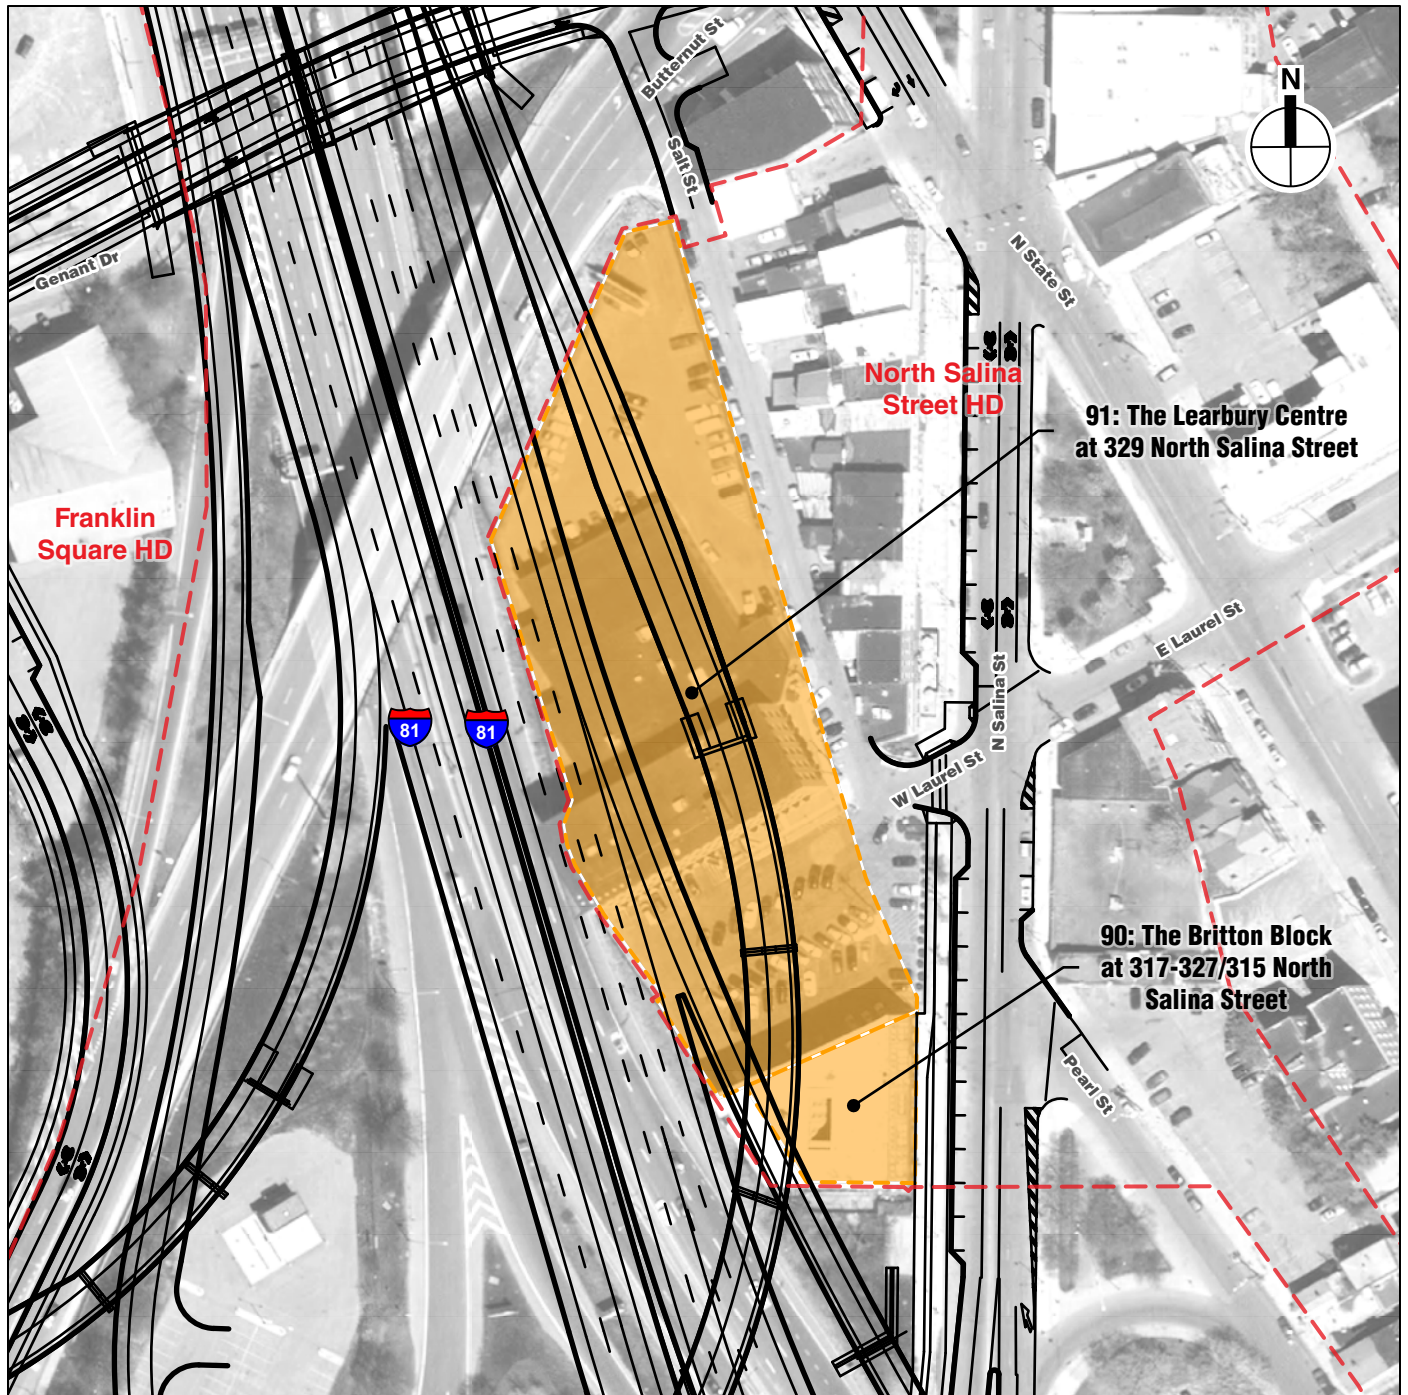 Butternut St
N
Salt St
Genant Dr
N State St
North Salina
Street HD
91: The Learbury Centre
at 329 North Salina Street
Franklin
Square HD
E Laurel St
N Salina St
81
81
W Laurel St
90: The Britton Block
at 317-327/315 North
Salina Street
Pearl St